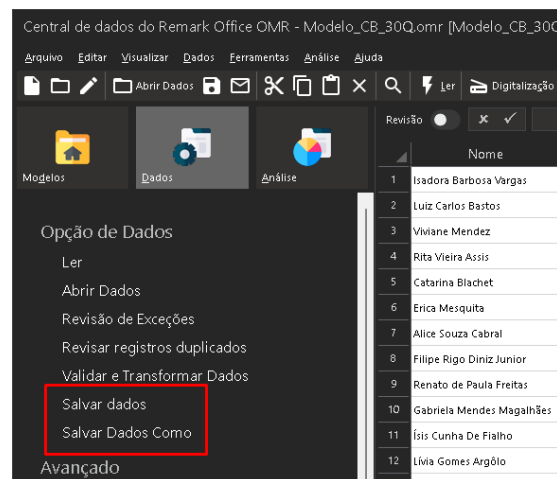 Central de dados do Remark Office OMR - Modelo_CB_30Q.omr [Modelo_CB_30Q
Arquivo Editar Visualizar Dados Ferramentas Análise Ajuda
Abrir Dados Ler Digitalização
Modelos Dados Análise
Revisão
Nome
1 Isadora Barbosa Vargas
2 Luiz Carlos Bastos
3 Viviane Mendez
4 Rita Vieira Assis
5 Catarina Blachet
6 Erica Mesquita
7 Alice Souza Cabral
8 Filipe Rigo Diniz Junior
9 Renato de Paula Freitas
10 Gabriela Mendes Magalhães
11 Ísis Cunha De Fialho
12 Lívia Gomes Argôlo
Opção de Dados
Ler
Abrir Dados
Revisão de Exceções
Revisar registros duplicados
Validar e Transformar Dados
Salvar dados
Salvar Dados Como
Avançado